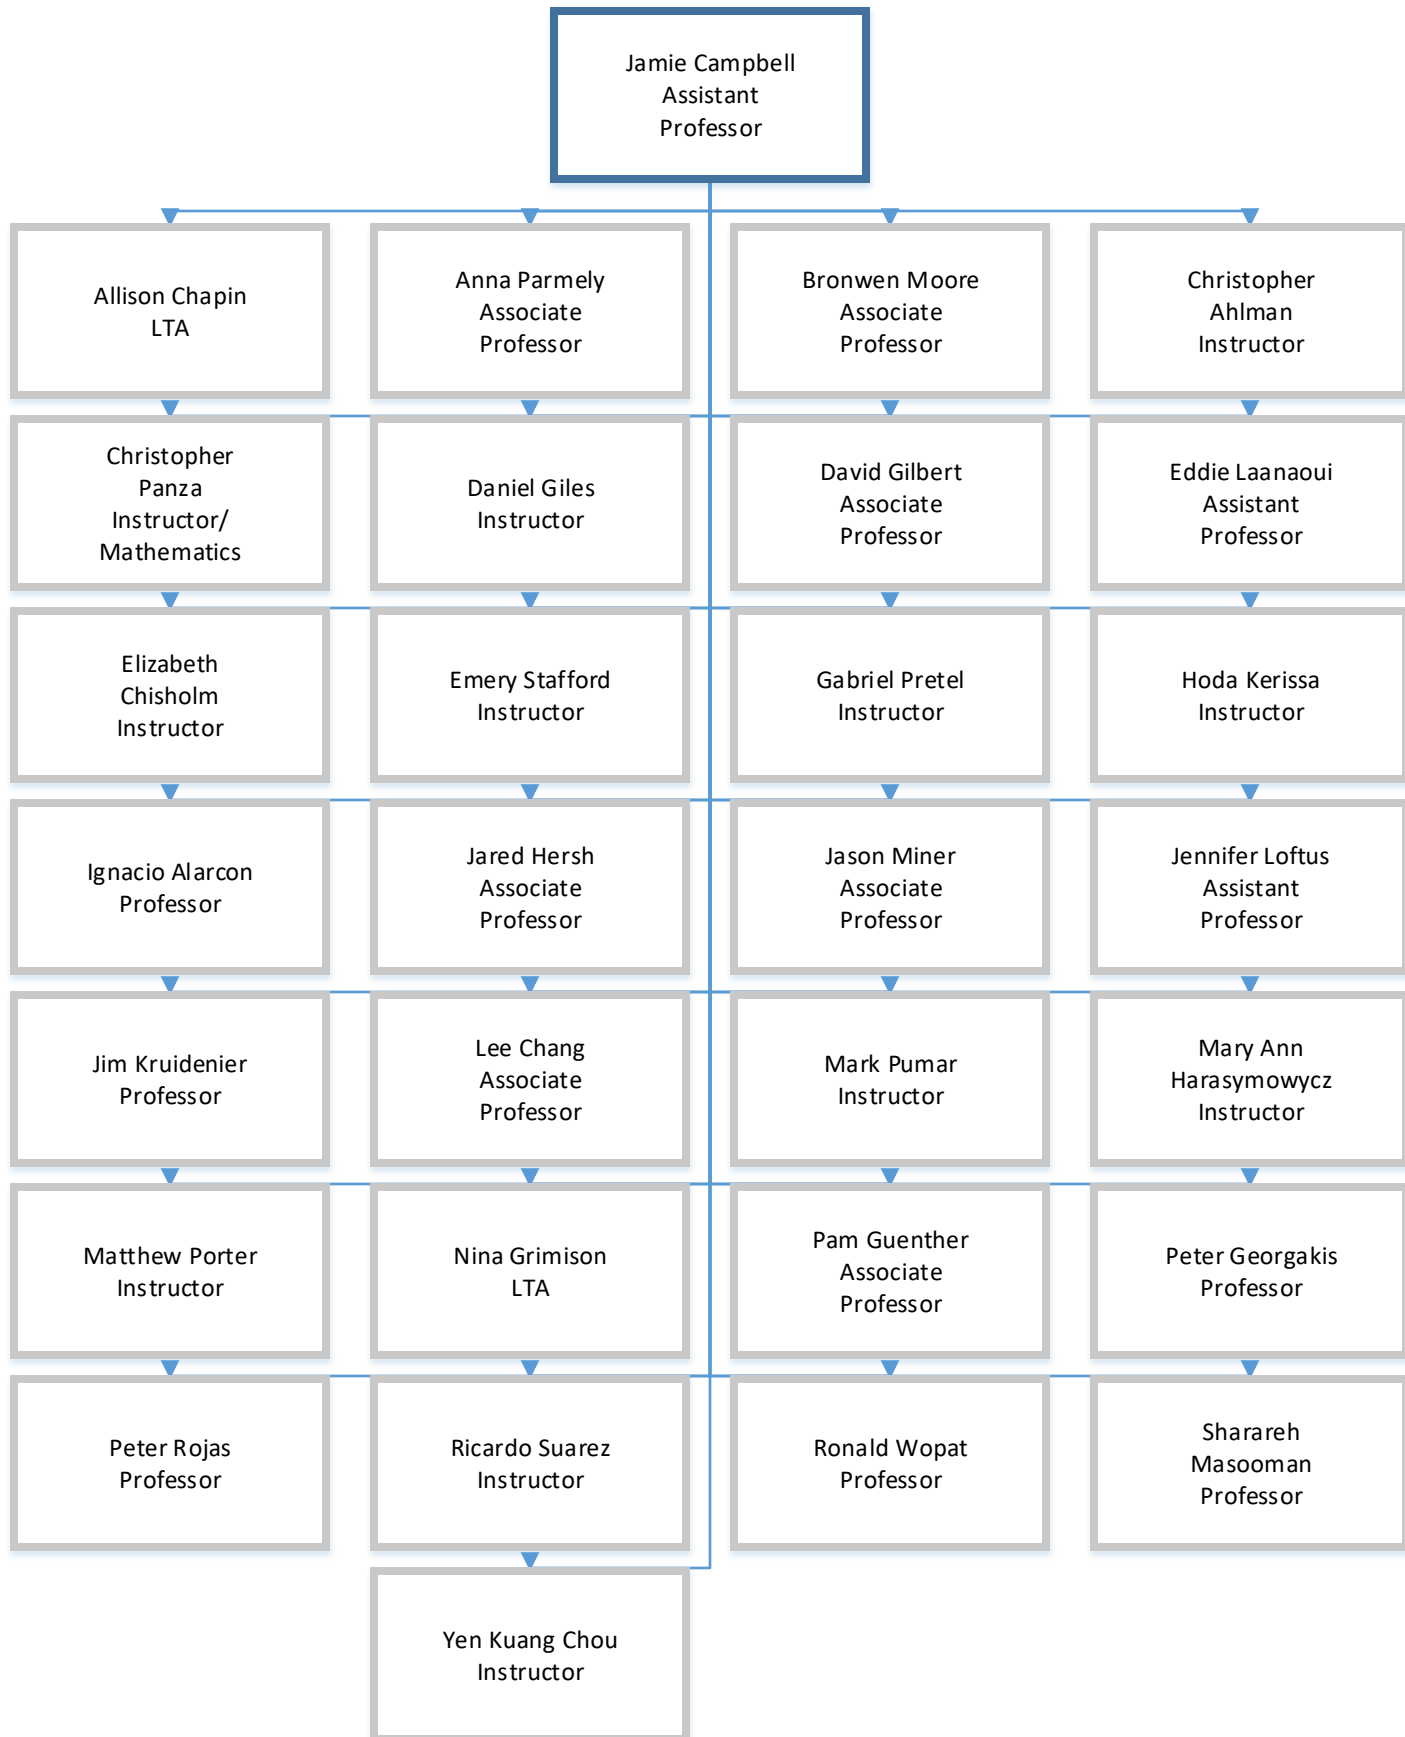 Jamie Campbell
Assistant
Professor
Allison Chapin
LTA
Anna Parmely
Associate
Professor
Bronwen Moore
Associate
Professor
Christopher
Ahlman
Instructor
Christopher
Panza
Instructor/
Mathematics
Daniel Giles
Instructor
David Gilbert
Associate
Professor
Eddie Laanaoui
Assistant
Professor
Elizabeth
Chisholm
Instructor
Emery Stafford
Instructor
Gabriel Pretel
Instructor
Hoda Kerissa
Instructor
Ignacio Alarcon
Professor
Jared Hersh
Associate
Professor
Jason Miner
Associate
Professor
Jennifer Loftus
Assistant
Professor
Jim Kruidenier
Professor
Lee Chang
Associate
Professor
Mark Pumar
Instructor
Mary Ann
Harasymowycz
Instructor
Matthew Porter
Instructor
Nina Grimison
LTA
Pam Guenther
Associate
Professor
Peter Georgakis
Professor
Peter Rojas
Professor
Ricardo Suarez
Instructor
Ronald Wopat
Professor
Sharareh
Masooman
Professor
Yen Kuang Chou
Instructor